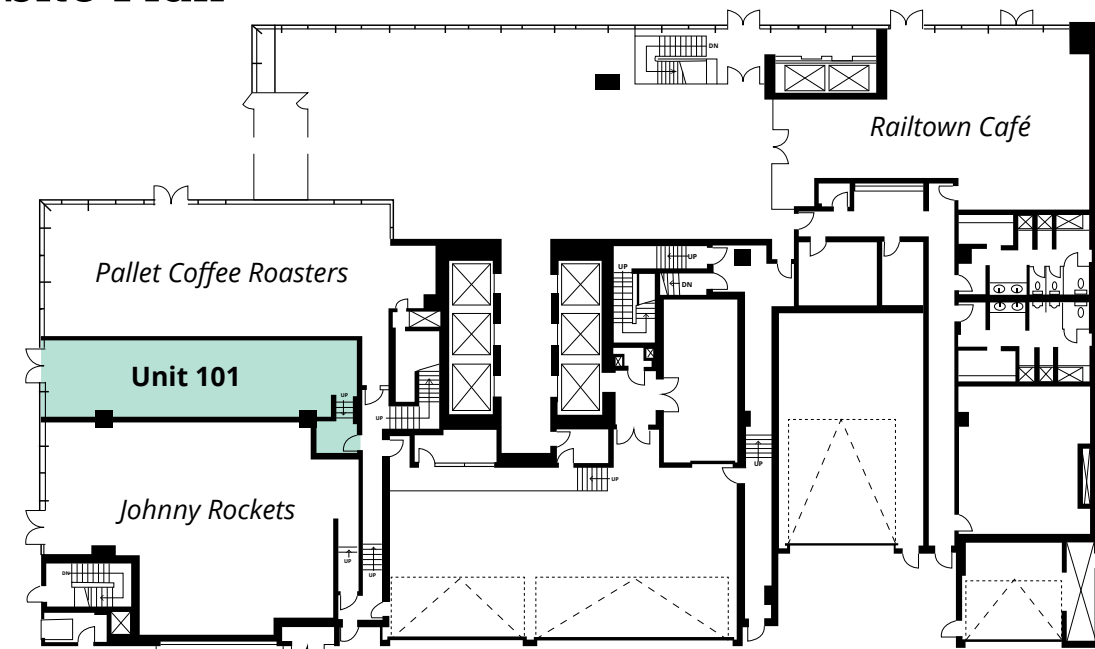 Site Plan
DN
Railtown Café
Pallet Coffee Roasters
UP
UP
DN
Unit 101
UP
UP
UP
UP
Johnny Rockets
UP
UP
DN